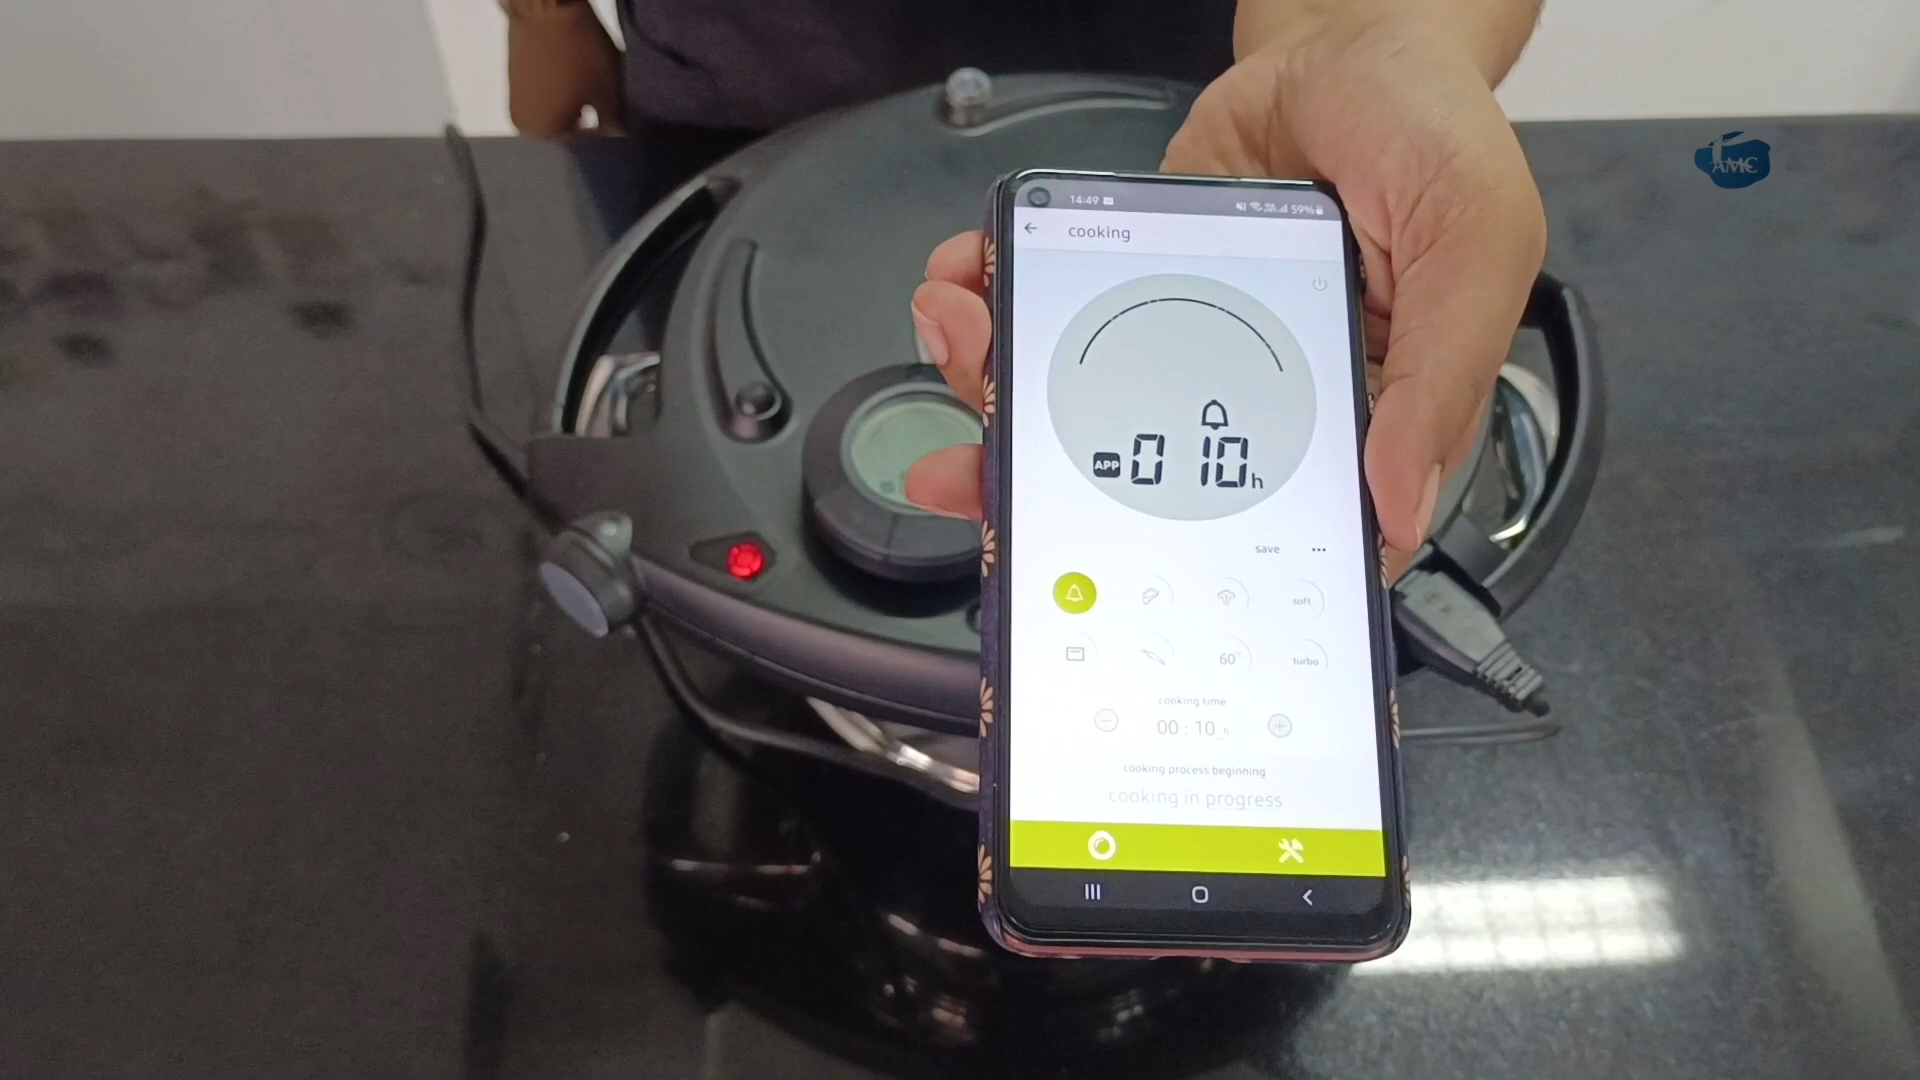 AMC
14:49
59%
cooking
APP 0 10h
save ...
soft
60°
turbo
cooking time
00 : 10 h
cooking process beginning
cooking in progress